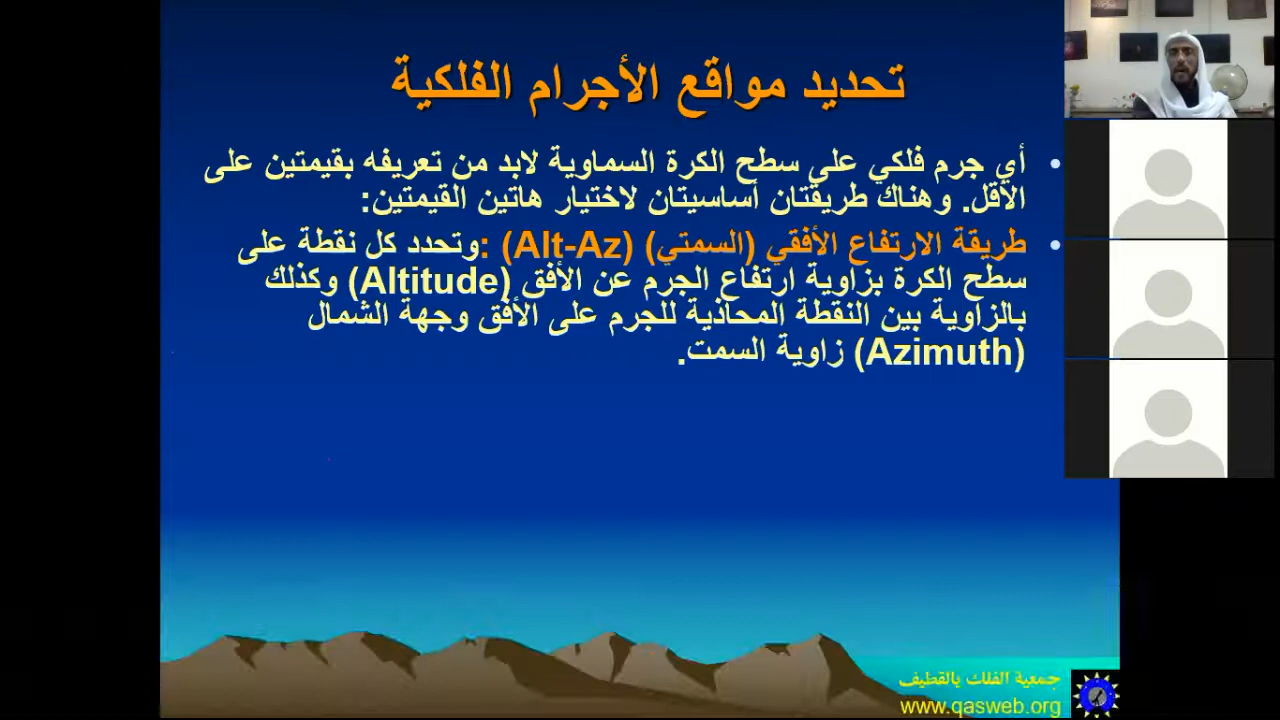 تحديد مواقع الأجرام الفلكية
• أي جرم فلكي على سطح الكرة السماوية لابد من تعريفه بقيمتين على
الأقل. وهناك طريقتان أساسيتان لاختيار هاتين القيمتين:
• طريقة الارتفاع الأفقي (السمتي) (Alt-Az) :وتحدد كل نقطة على
سطح الكرة بزاوية ارتفاع الجرم عن الأفق (Altitude) وكذلك
بالزاوية بين النقطة المحاذية للجرم على الأفق وجهة الشمال
(Azimuth) زاوية السمت.
جمعية الفلك بالقطيف
www.qasweb.org